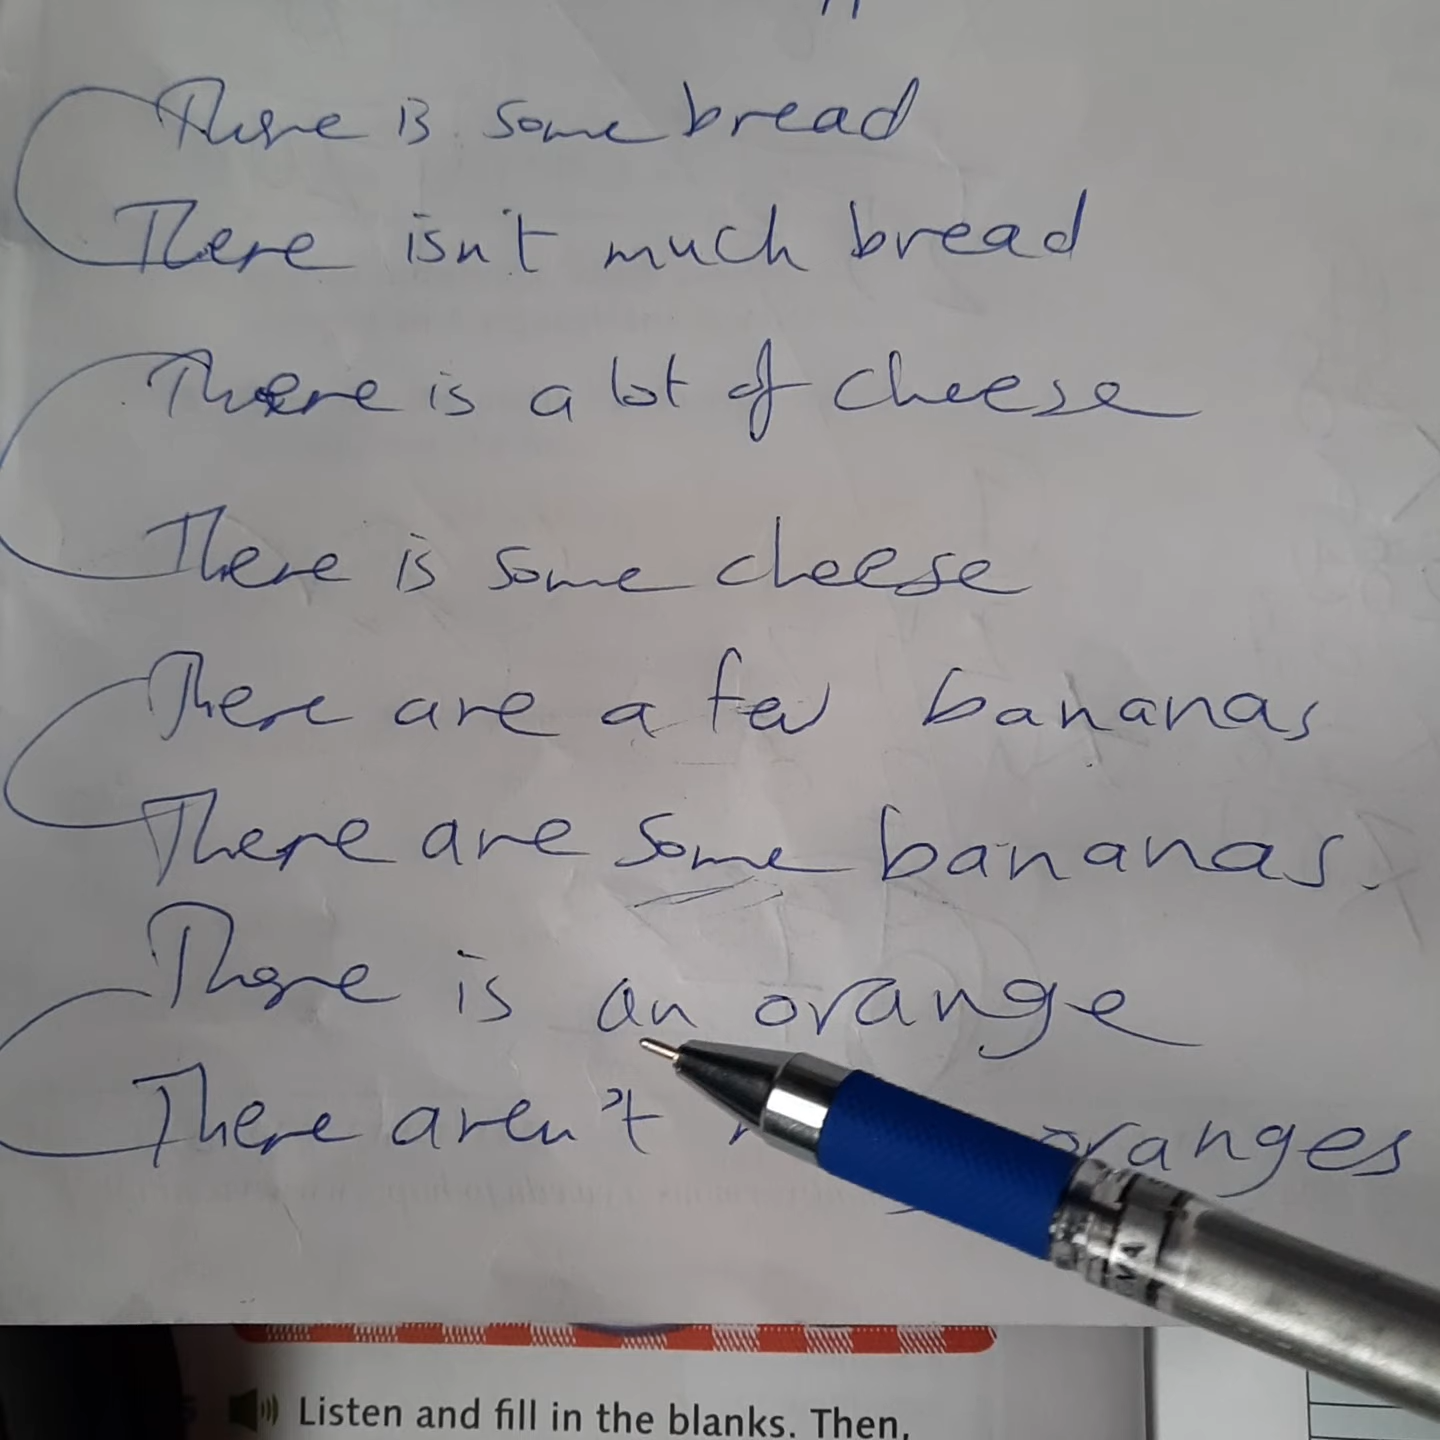 There is some bread
There isn't much bread
There is a lot of cheese
There is some cheese
There are a few bananas
There are some bananas.
There is an orange
There aren't oranges
Listen and fill in the blanks. Then,